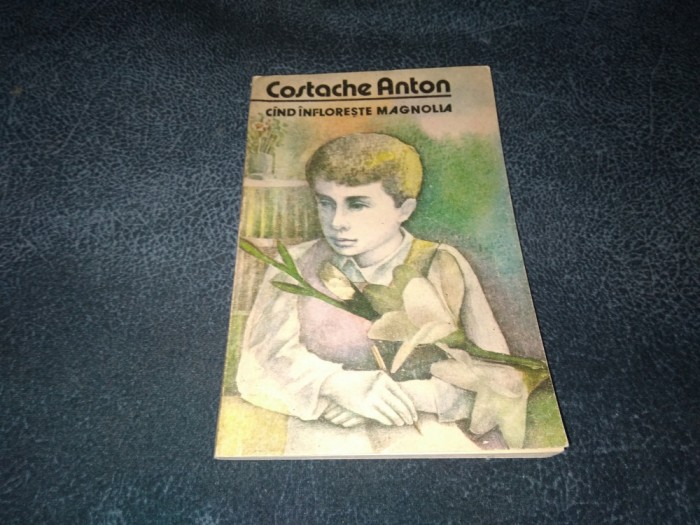 Costache Anton
CÎND ÎNFLOREȘTE MAGNOLIA